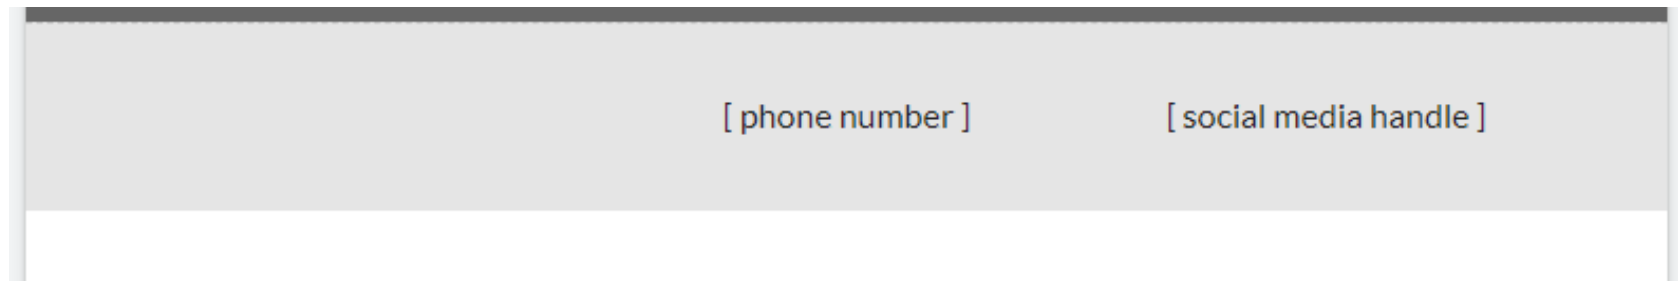 [ phone number ] [ social media handle ]